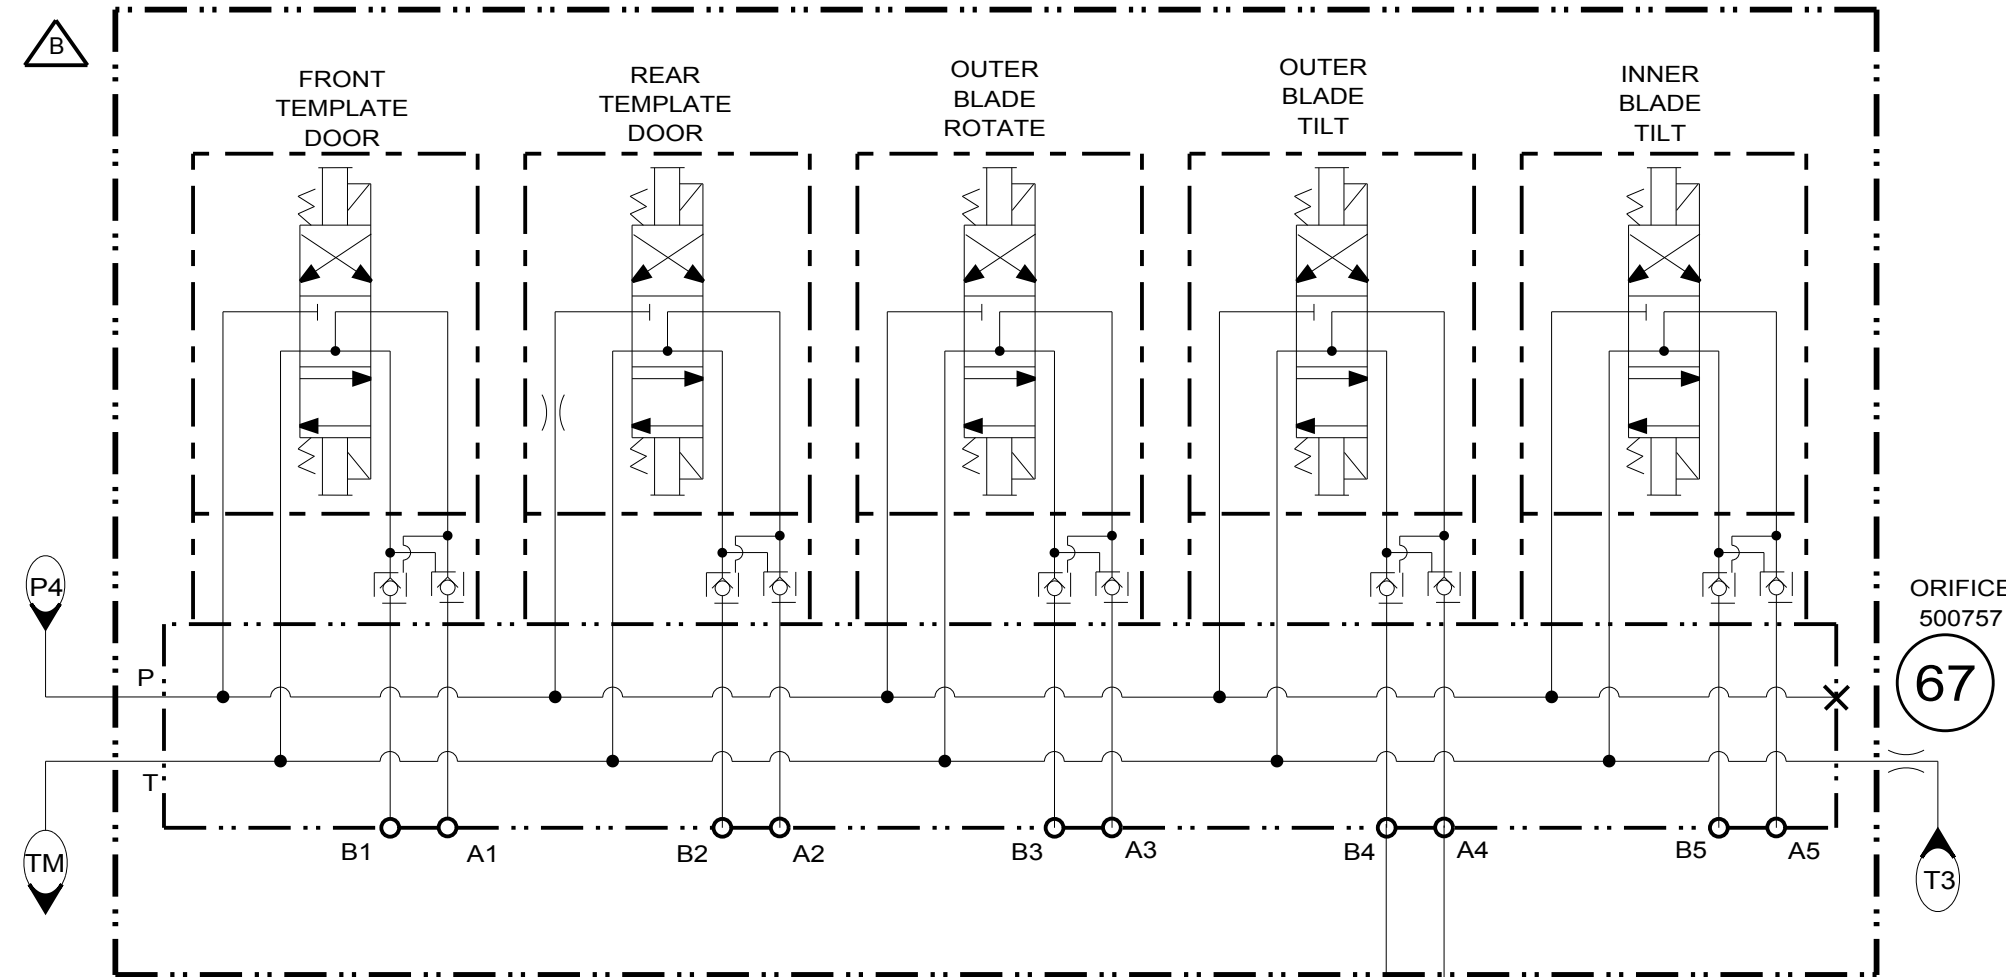 B
FRONT
TEMPLATE
DOOR
REAR
TEMPLATE
DOOR
OUTER
BLADE
ROTATE
OUTER
BLADE
TILT
INNER
BLADE
TILT
P4
P
T
TM
ORIFICE
500757
67
T3
B1
A1
B2
A2
B3
A3
B4
A4
B5
A5